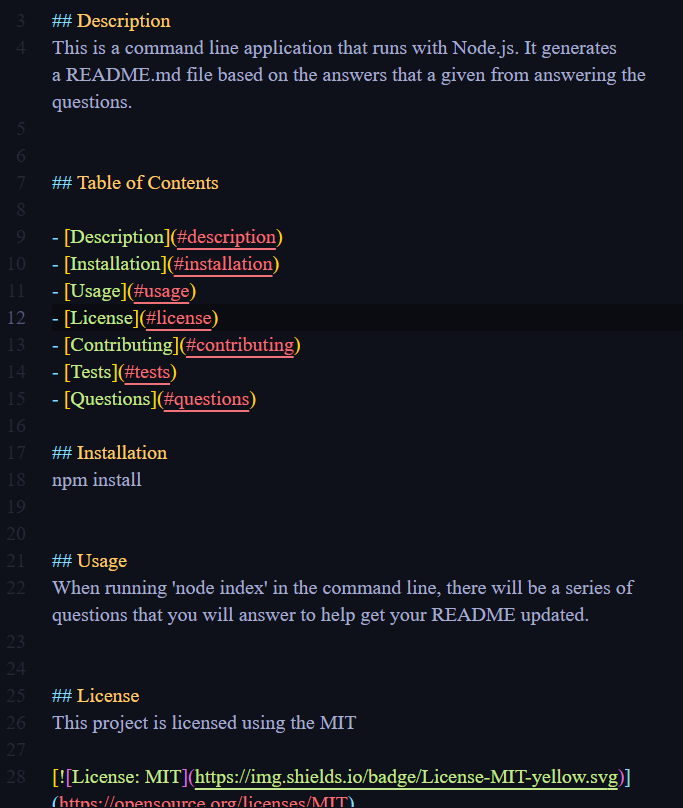 3 ## Description
4 This is a command line application that runs with Node.js. It generates
a README.md file based on the answers that a given from answering the
questions.
5
6
7 ## Table of Contents
8
9 - [Description](#description)
10 - [Installation](#installation)
11 - [Usage](#usage)
12 - [License](#license)
13 - [Contributing](#contributing)
14 - [Tests](#tests)
15 - [Questions](#questions)
16
17 ## Installation
18 npm install
19
20
21 ## Usage
22 When running 'node index' in the command line, there will be a series of
questions that you will answer to help get your README updated.
23
24
25 ## License
26 This project is licensed using the MIT
27
28 [![License: MIT](https://img.shields.io/badge/License-MIT-yellow.svg)]
(https://opensource.org/licenses/MIT)